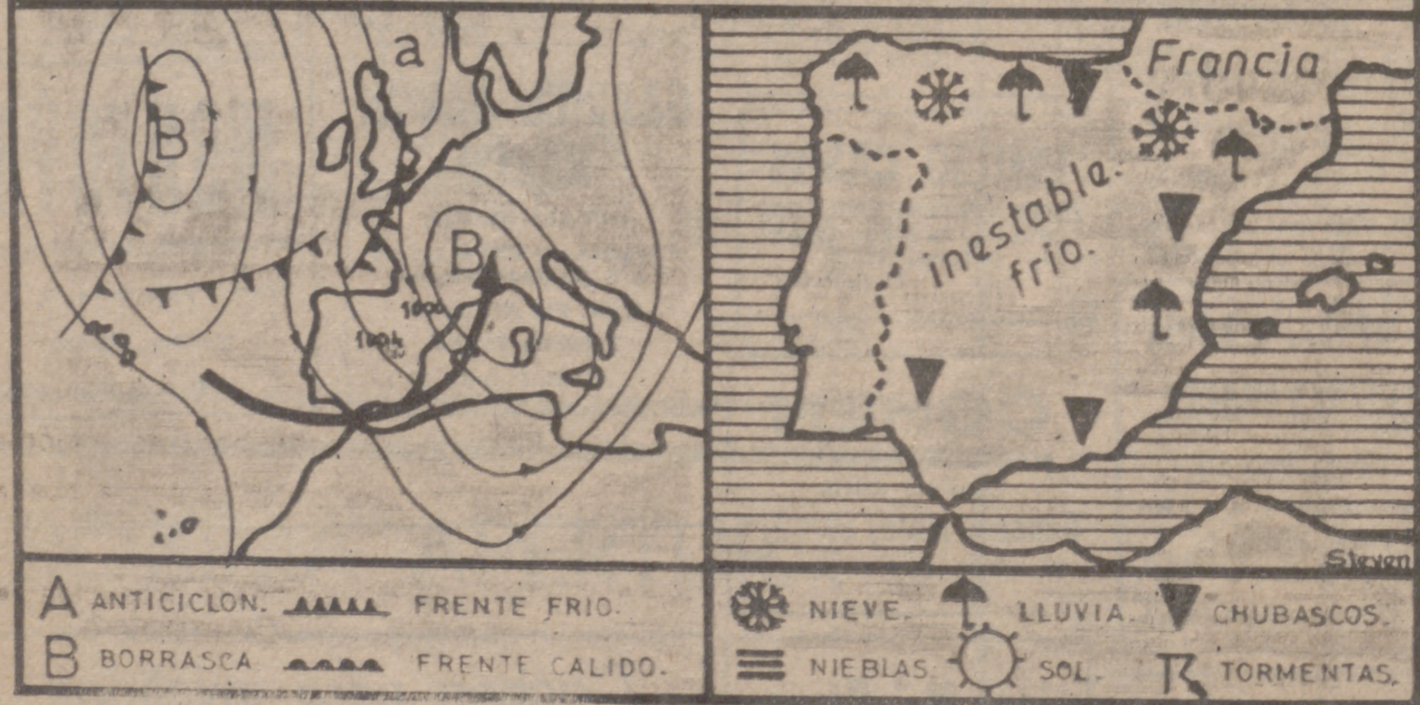 a
B
B
1000
1004
Francia
inestable.
frio.
Steven
A ANTICICLON. FRENTE FRIO.
B BORRASCA FRENTE CALIDO.
NIEVE. LLUVIA. CHUBASCOS.
NIEBLAS. SOL. TORMENTAS.